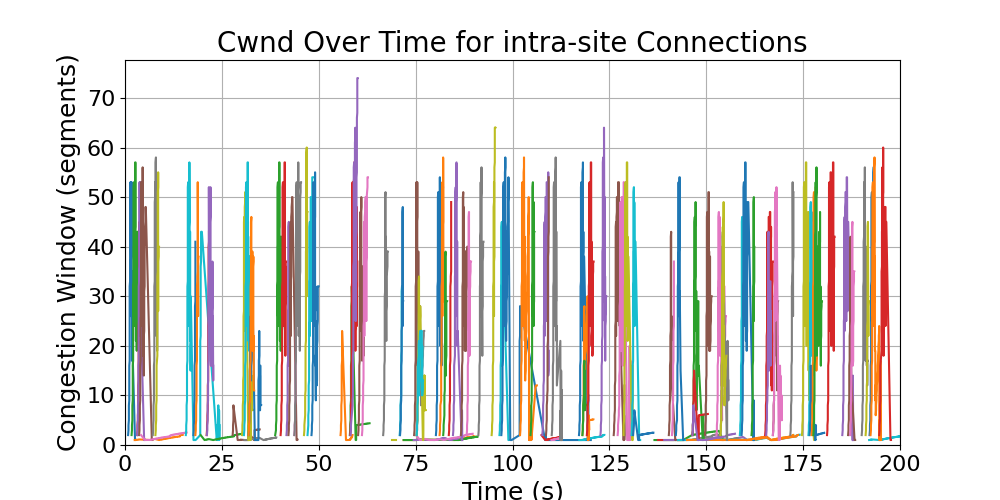 Cwnd Over Time for intra-site Connections
Congestion Window (segments)
70
60
50
40
30
20
10
0
0 25 50 75 100 125 150 175 200
Time (s)